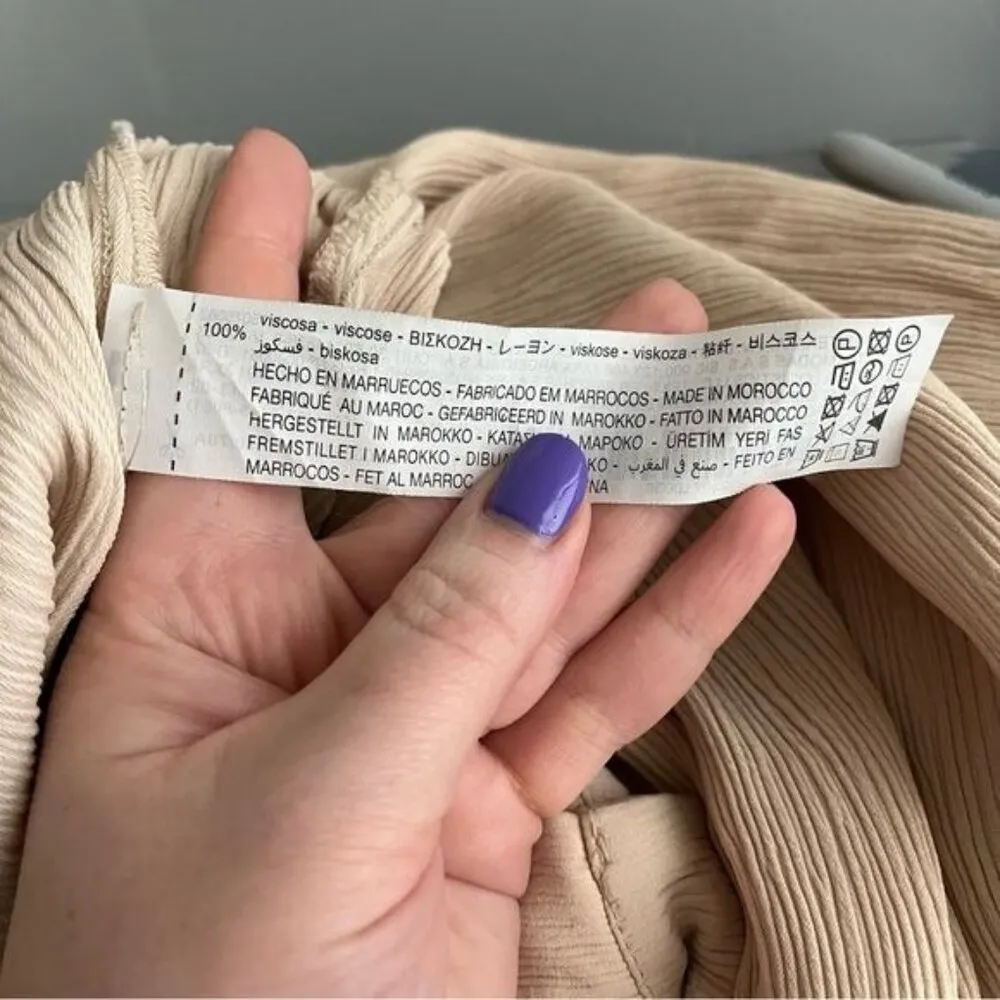 100% viscosa - viscose - ΒΙΣΚΟΖΗ - レーヨン - viskose - viskoza - 粘纤 - 비스코스
فسكوز - biskosa
HECHO EN MARRUECOS - FABRICADO EM MARROCOS - MADE IN MOROCCO
FABRIQUÉ AU MAROC - GEFABRICEERD IN MAROKKO - FATTO IN MAROCCO
HERGESTELLT IN MAROKKO - ΜΑΡΟΚΟ - ÜRETİM YERİ FAS
FREMSTILLET I MAROKKO - صنع في المغرب - FEITO EN
MARROCOS - FET AL MARROC